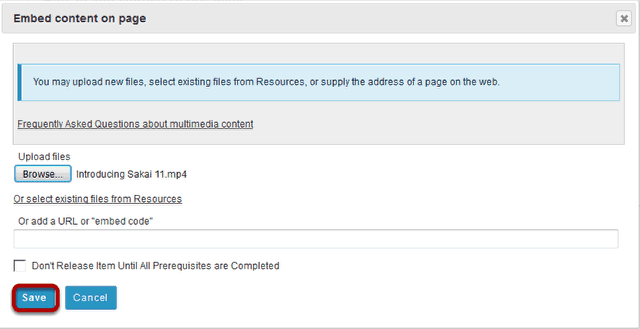 Embed content on page
You may upload new files, select existing files from Resources, or supply the address of a page on the web.
Frequently Asked Questions about multimedia content
Upload files
Browse... Introducing Sakai 11.mp4
Or select existing files from Resources
Or add a URL or "embed code"
Don't Release Item Until All Prerequisites are Completed
Save Cancel